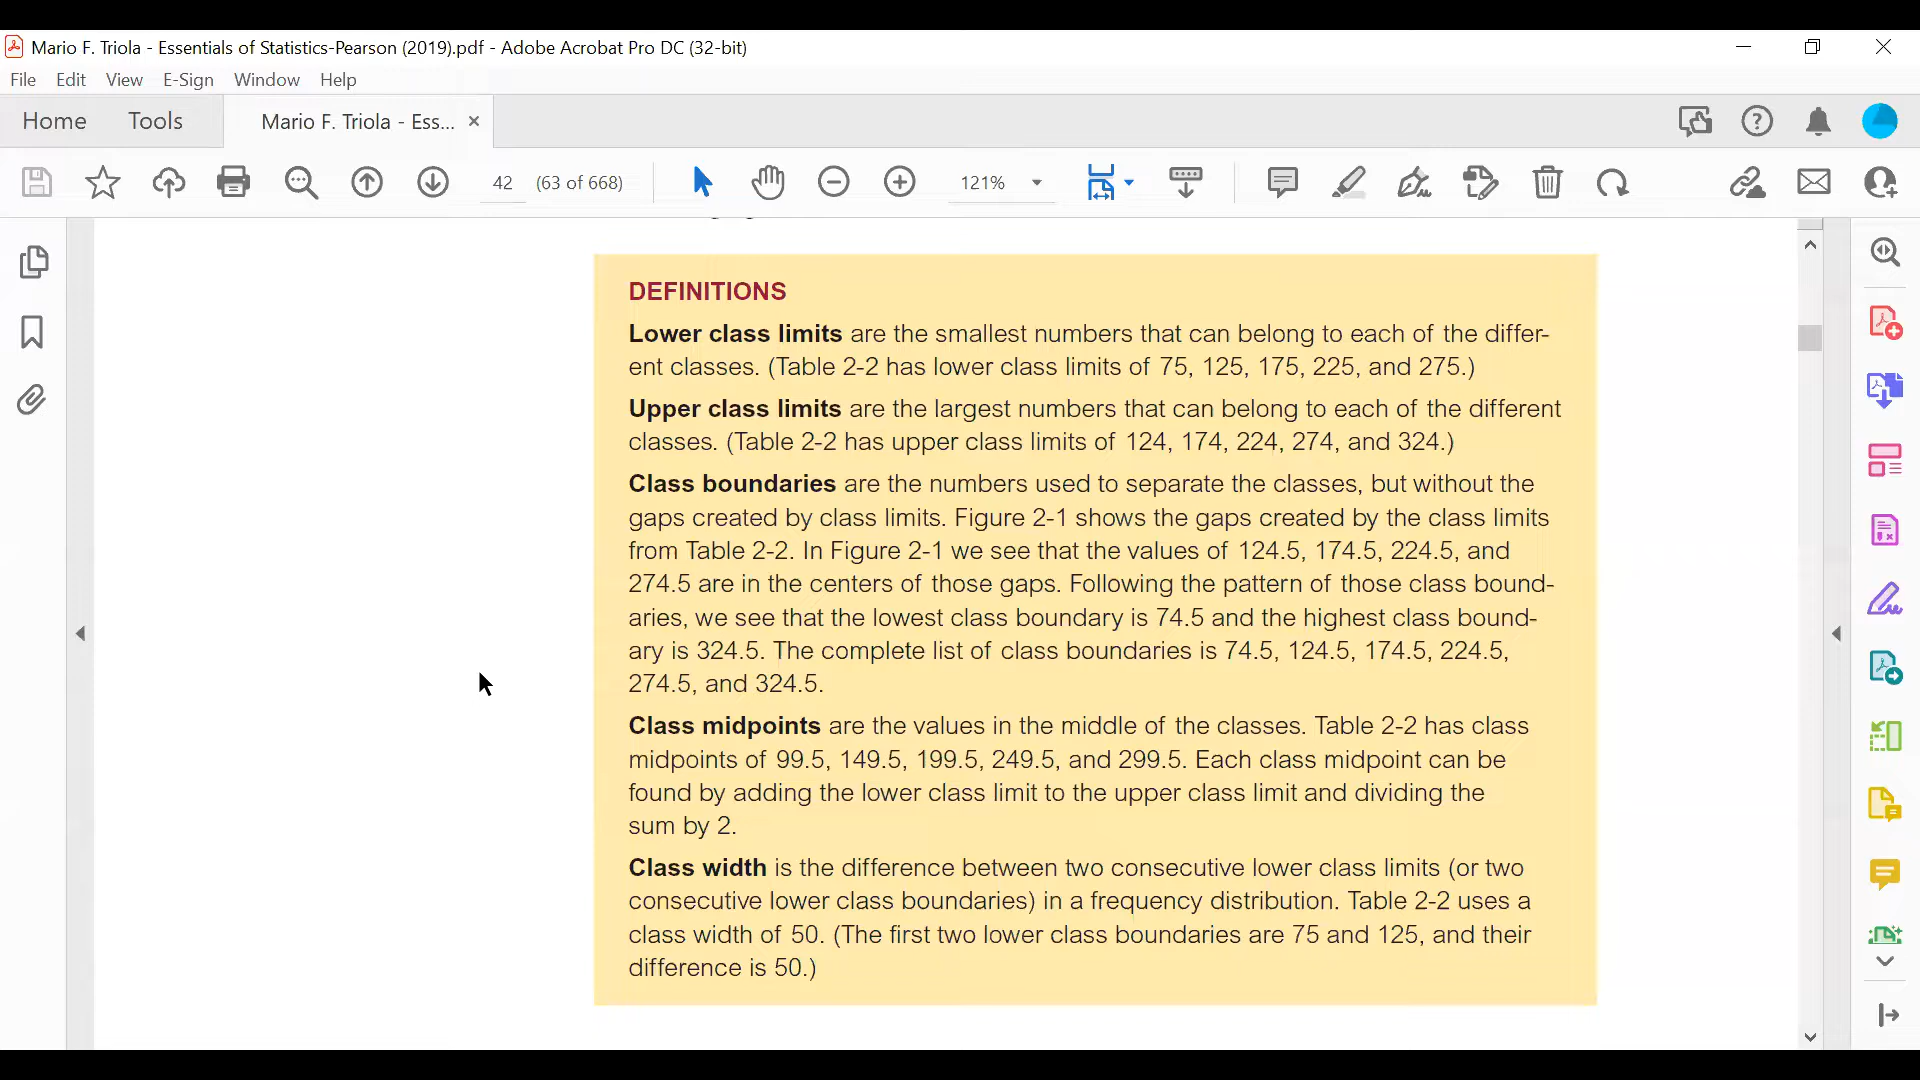 Mario F. Triola - Essentials of Statistics-Pearson (2019).pdf - Adobe Acrobat Pro DC (32-bit)
File Edit View E-Sign Window Help
Home Tools Mario F. Triola - Ess...
42 (63 of 668) 121%
DEFINITIONS
Lower class limits are the smallest numbers that can belong to each of the differ-
ent classes. (Table 2-2 has lower class limits of 75, 125, 175, 225, and 275.)
Upper class limits are the largest numbers that can belong to each of the different
classes. (Table 2-2 has upper class limits of 124, 174, 224, 274, and 324.)
Class boundaries are the numbers used to separate the classes, but without the
gaps created by class limits. Figure 2-1 shows the gaps created by the class limits
from Table 2-2. In Figure 2-1 we see that the values of 124.5, 174.5, 224.5, and
274.5 are in the centers of those gaps. Following the pattern of those class bound-
aries, we see that the lowest class boundary is 74.5 and the highest class bound-
ary is 324.5. The complete list of class boundaries is 74.5, 124.5, 174.5, 224.5,
274.5, and 324.5.
Class midpoints are the values in the middle of the classes. Table 2-2 has class
midpoints of 99.5, 149.5, 199.5, 249.5, and 299.5. Each class midpoint can be
found by adding the lower class limit to the upper class limit and dividing the
sum by 2.
Class width is the difference between two consecutive lower class limits (or two
consecutive lower class boundaries) in a frequency distribution. Table 2-2 uses a
class width of 50. (The first two lower class boundaries are 75 and 125, and their
difference is 50.)